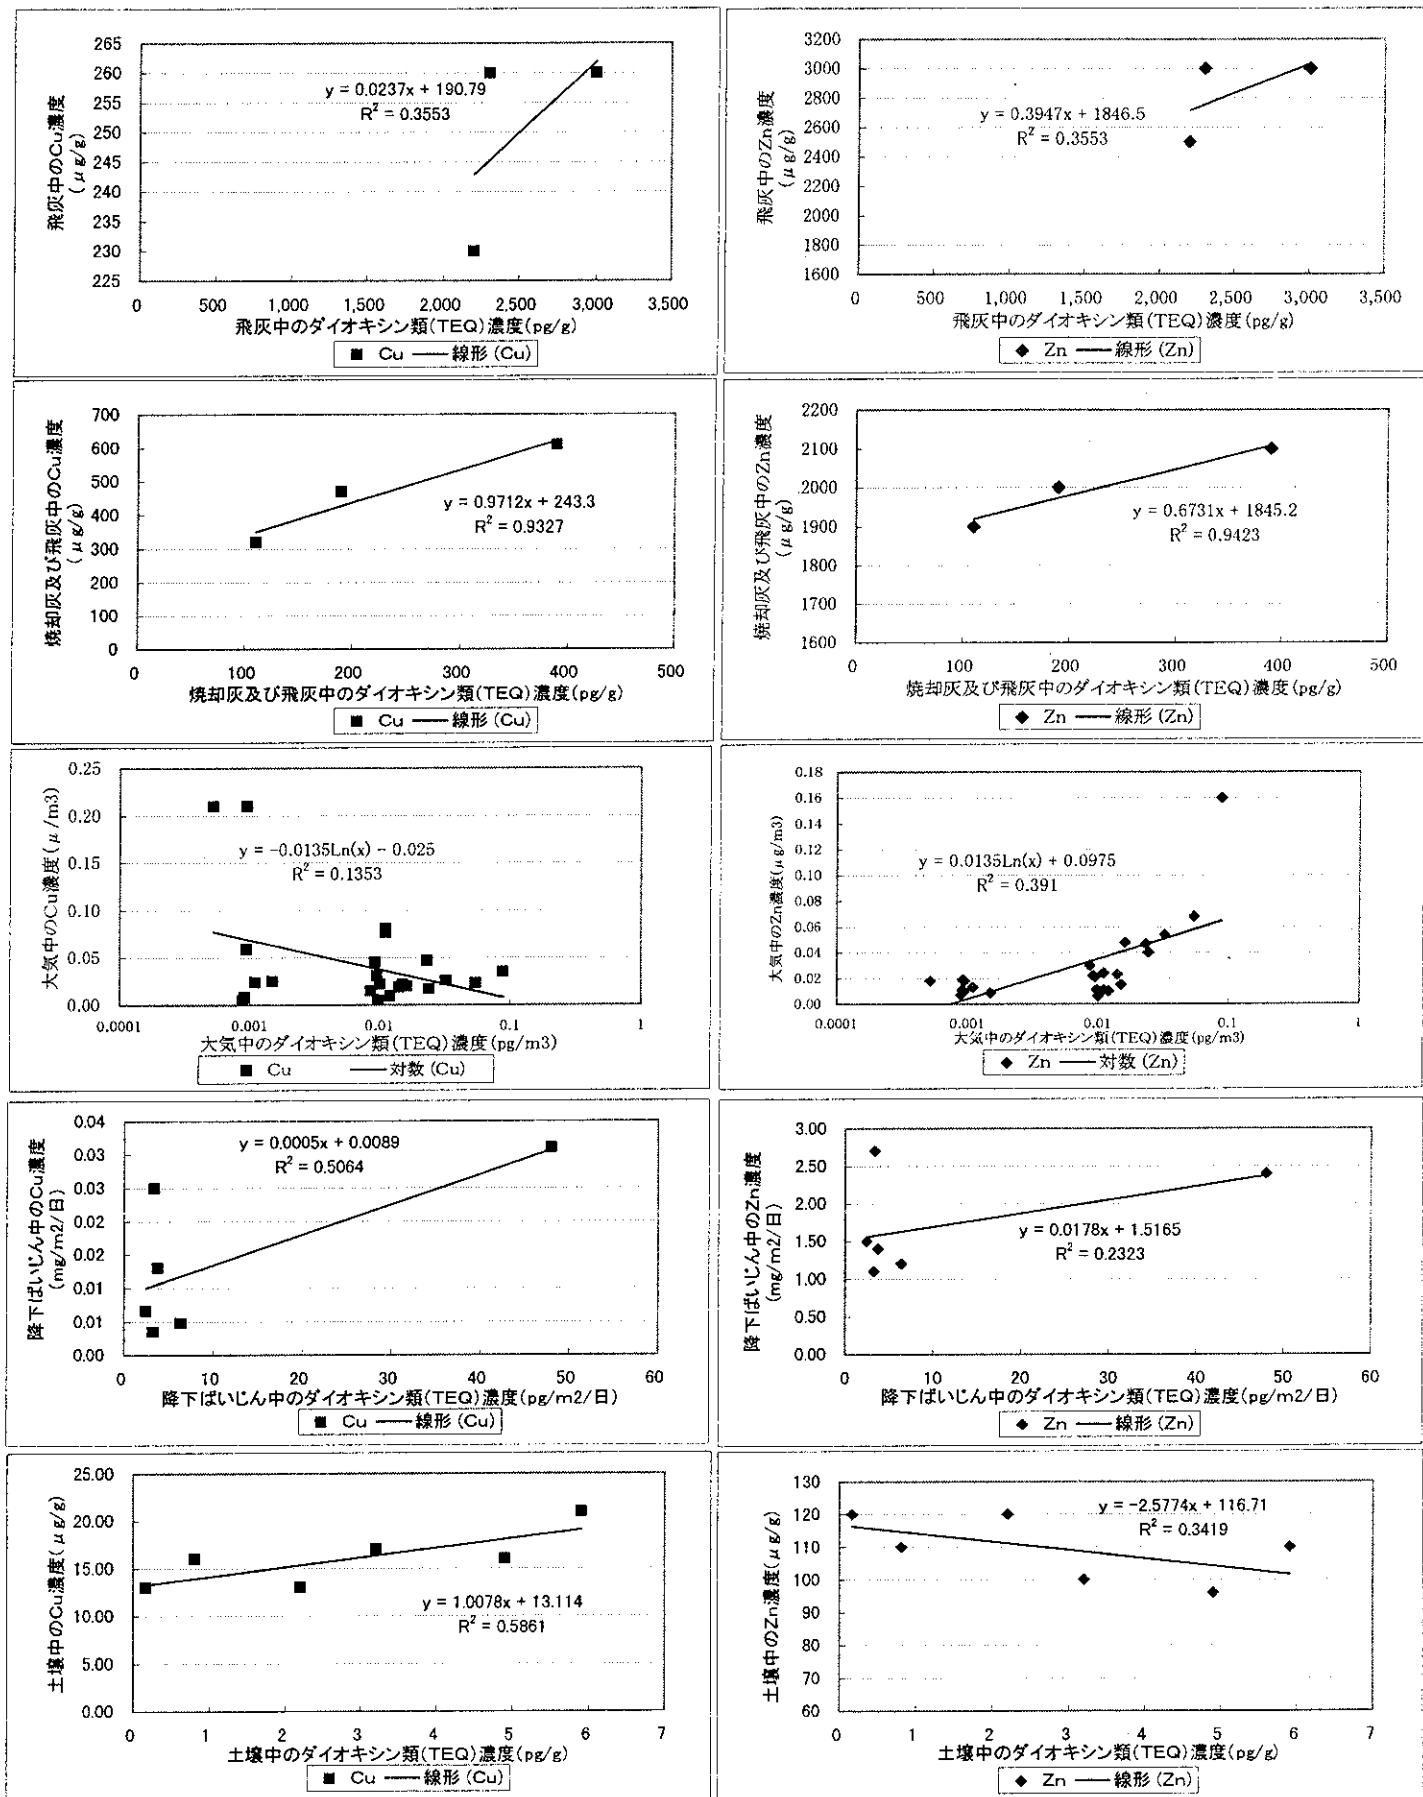 265
260
255
250
245
240
235
230
225
飛灰中のCu濃度
(μg/g)
y = 0.0237x + 190.79
R² = 0.3553
0 500 1,000 1,500 2,000 2,500 3,000 3,500
飛灰中のダイオキシン類(TEQ)濃度(pg/g)
■ Cu ── 線形 (Cu)
3200
3000
2800
2600
2400
2200
2000
1800
1600
飛灰中のZn濃度
(μg/g)
y = 0.3947x + 1846.5
R² = 0.3553
0 500 1,000 1,500 2,000 2,500 3,000 3,500
飛灰中のダイオキシン類(TEQ)濃度(pg/g)
◆ Zn ── 線形 (Zn)
700
600
500
400
300
200
100
0
焼却灰及び飛灰中のCu濃度
(μg/g)
y = 0.9712x + 243.3
R² = 0.9327
0 100 200 300 400 500
焼却灰及び飛灰中のダイオキシン類(TEQ)濃度(pg/g)
■ Cu ── 線形 (Cu)
2200
2100
2000
1900
1800
1700
1600
焼却灰及び飛灰中のZn濃度
(μg/g)
y = 0.6731x + 1845.2
R² = 0.9423
0 100 200 300 400 500
焼却灰及び飛灰中のダイオキシン類(TEQ)濃度(pg/g)
◆ Zn ── 線形 (Zn)
0.25
0.20
0.15
0.10
0.05
0.00
大気中のCu濃度(μ/m3)
y = -0.0135Ln(x) - 0.025
R² = 0.1353
0.0001 0.001 0.01 0.1 1
大気中のダイオキシン類(TEQ)濃度(pg/m3)
■ Cu ── 対数 (Cu)
0.18
0.16
0.14
0.12
0.10
0.08
0.06
0.04
0.02
0.00
大気中のZn濃度(μg/m3)
y = 0.0135Ln(x) + 0.0975
R² = 0.391
0.0001 0.001 0.01 0.1 1
大気中のダイオキシン類(TEQ)濃度(pg/m3)
◆ Zn ── 対数 (Zn)
0.04
0.03
0.03
0.02
0.02
0.01
0.01
0.00
降下ばいじん中のCu濃度
(mg/m2/日)
y = 0.0005x + 0.0089
R² = 0.5064
0 10 20 30 40 50 60
降下ばいじん中のダイオキシン類(TEQ)濃度(pg/m2/日)
■ Cu ── 線形 (Cu)
3.00
2.50
2.00
1.50
1.00
0.50
0.00
降下ばいじん中のZn濃度
(mg/m2/日)
y = 0.0178x + 1.5165
R² = 0.2323
0 10 20 30 40 50 60
降下ばいじん中のダイオキシン類(TEQ)濃度(pg/m2/日)
◆ Zn ── 線形 (Zn)
25.00
20.00
15.00
10.00
5.00
0.00
土壌中のCu濃度(μg/g)
y = 1.0078x + 13.114
R² = 0.5861
0 1 2 3 4 5 6 7
土壌中のダイオキシン類(TEQ)濃度(pg/g)
■ Cu ── 線形 (Cu)
130
120
110
100
90
80
70
60
土壌中のZn濃度(μg/g)
y = -2.5774x + 116.71
R² = 0.3419
0 1 2 3 4 5 6 7
土壌中のダイオキシン類(TEQ)濃度(pg/g)
◆ Zn ── 線形 (Zn)